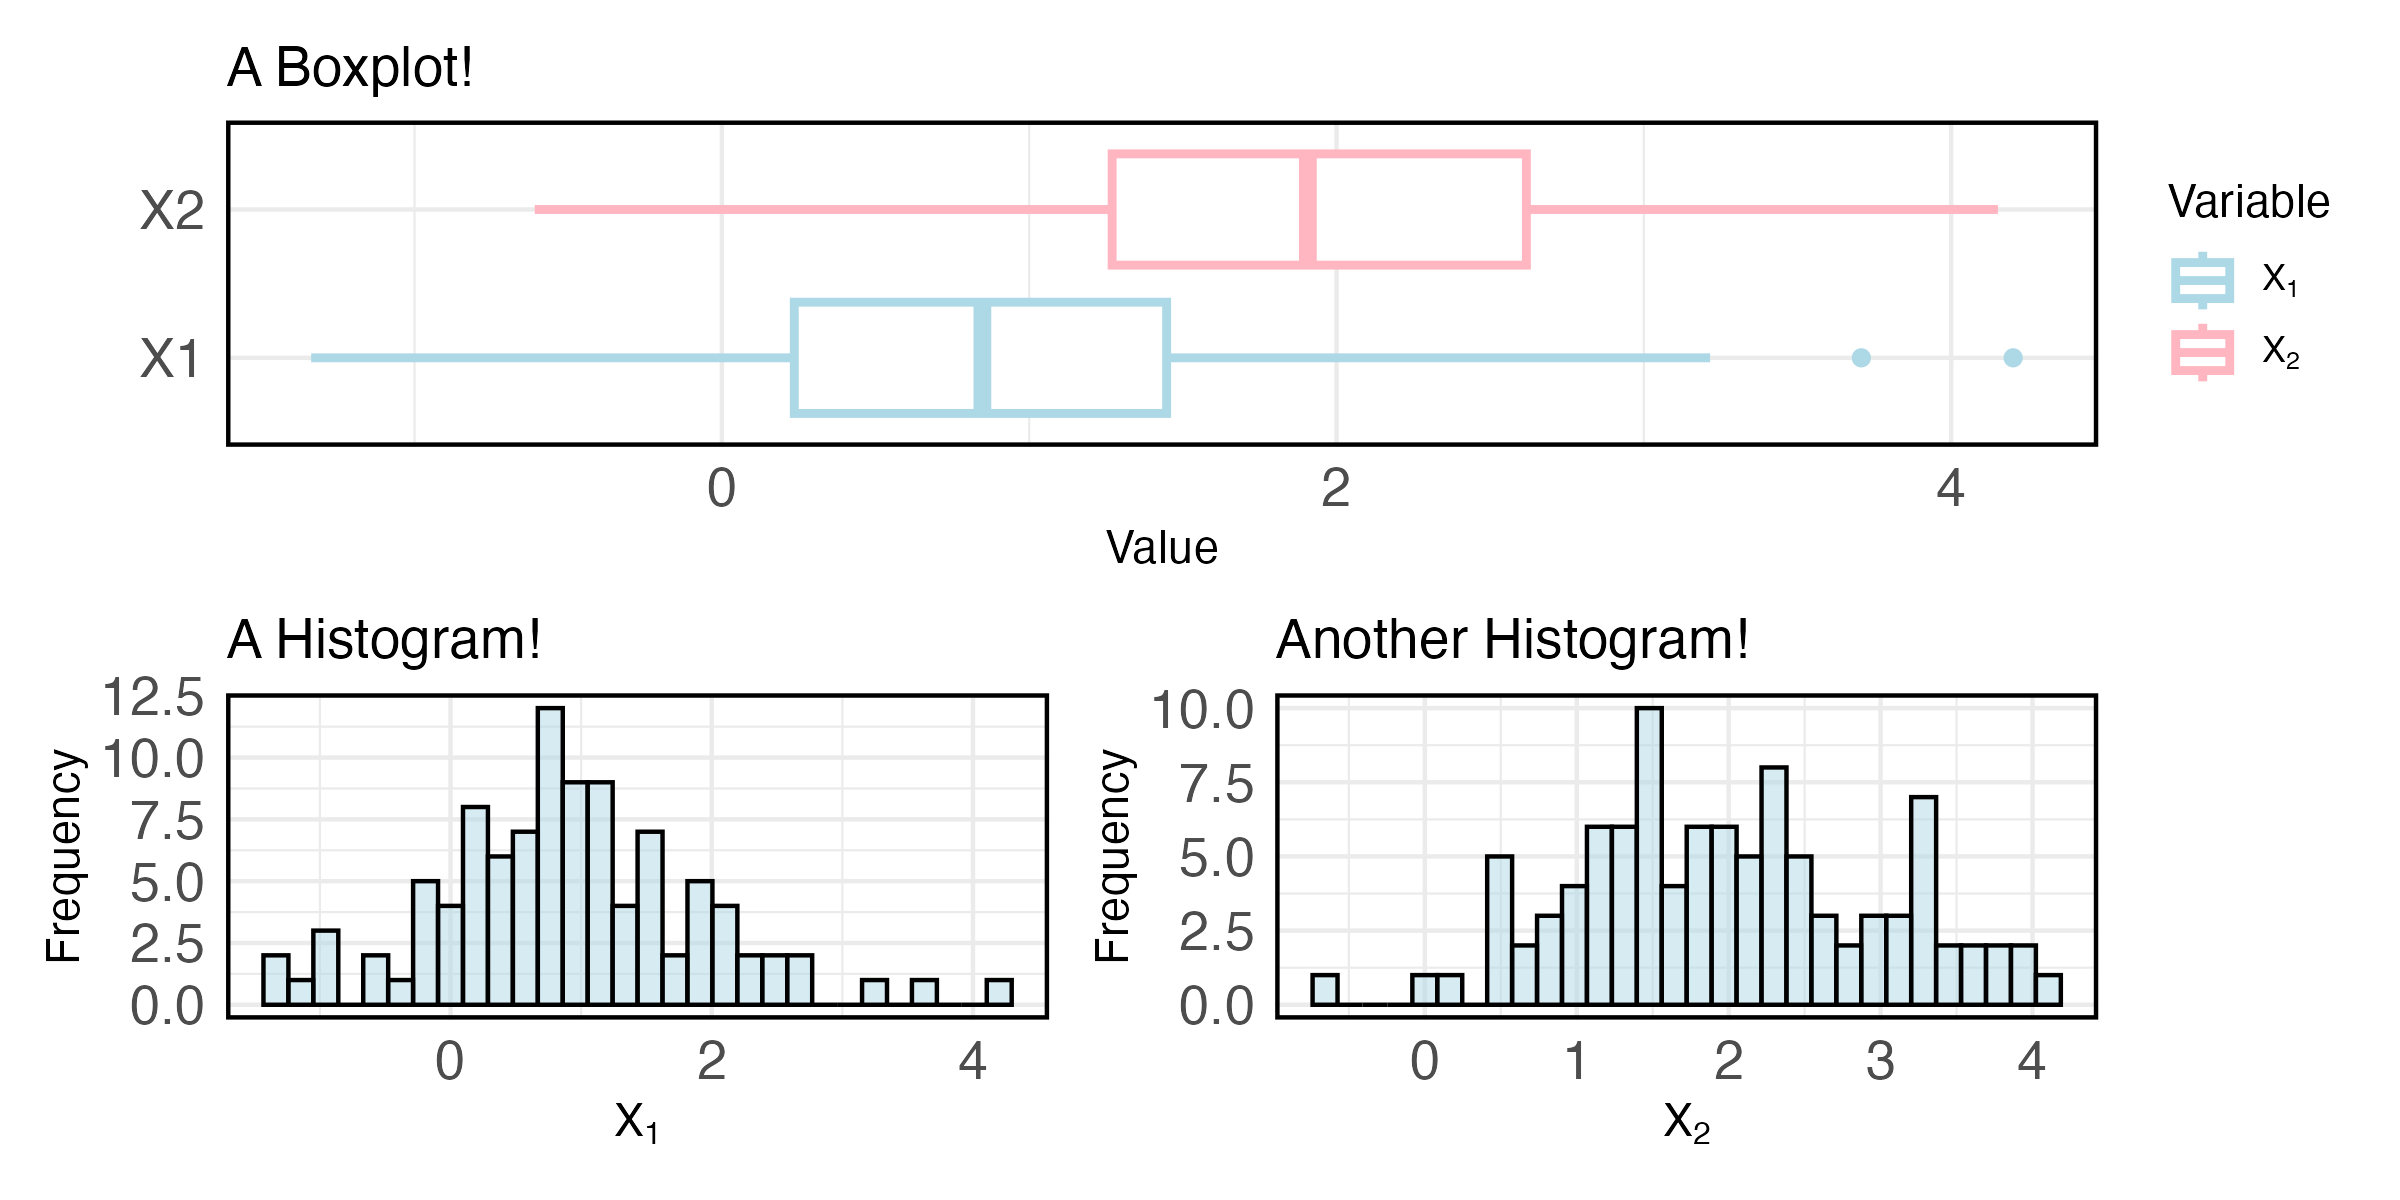 A Boxplot!
X2
X1
0 2 4
Value
Variable
X₁
X₂
A Histogram!
12.5
10.0
7.5
5.0
2.5
0.0
Frequency
0 2 4
X₁
Another Histogram!
10.0
7.5
5.0
2.5
0.0
Frequency
0 1 2 3 4
X₂